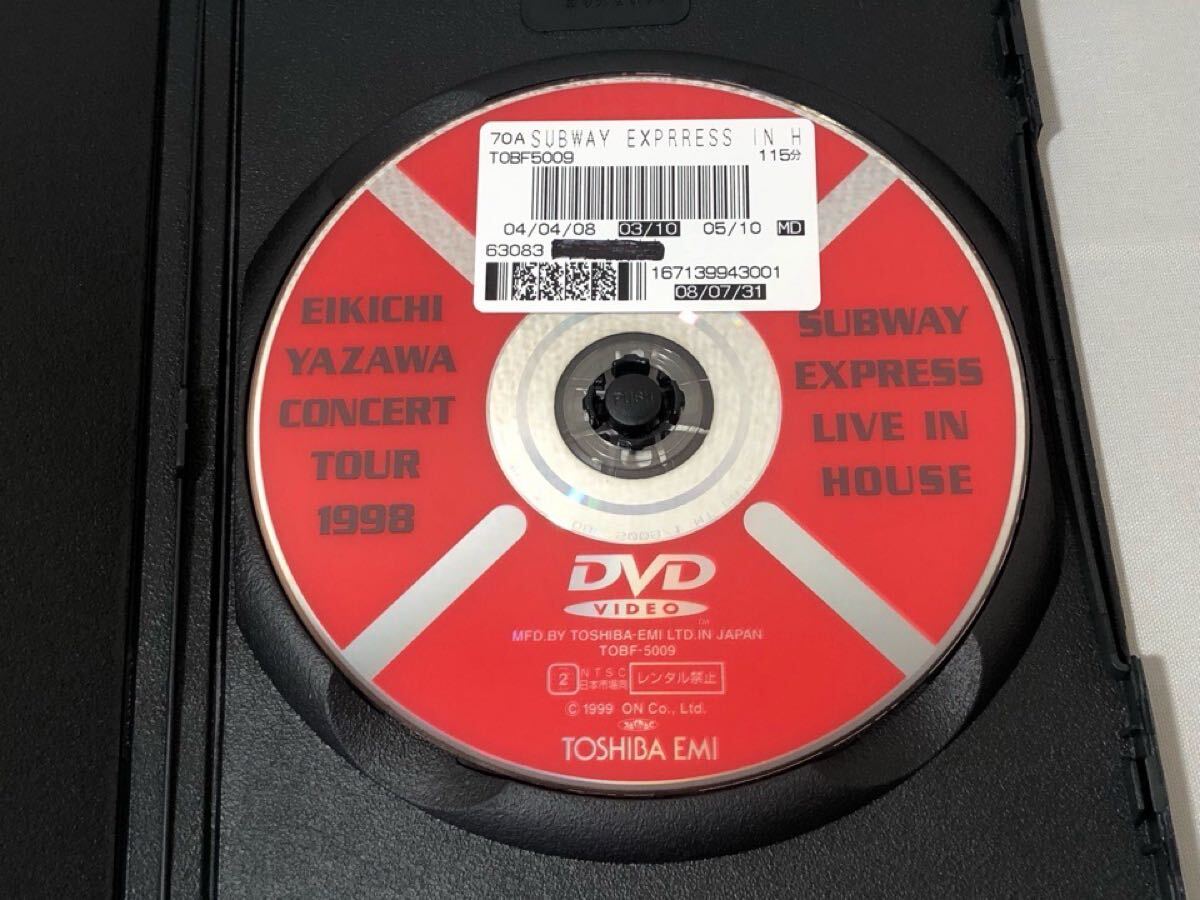 70A SUBWAY EXPRRESS IN H
TOBF5009 115分
04/04/08 03/10 05/10 MD
63083
167139943001
08/07/31
EIKICHI
YAZAWA
CONCERT
TOUR
1998
SUBWAY
EXPRESS
LIVE IN
HOUSE
PUSH
DVD
VIDEO
TM
MFD.BY TOSHIBA-EMI LTD.IN JAPAN
TOBF-5009
2 NTSC 日本市場向 レンタル禁止
© 1999 ON Co., Ltd.
TOSHIBA EMI